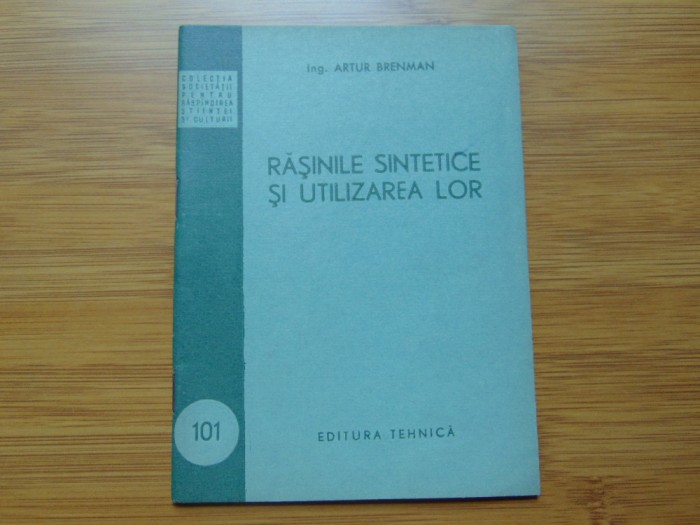 Ing. ARTUR BRENMAN
COLECȚIA
SOCIETĂȚII
PENTRU
RĂSPÎNDIREA
ȘTIINȚEI
ȘI CULTURII
RĂȘINILE SINTETICE
ȘI UTILIZAREA LOR
101
EDITURA TEHNICĂ